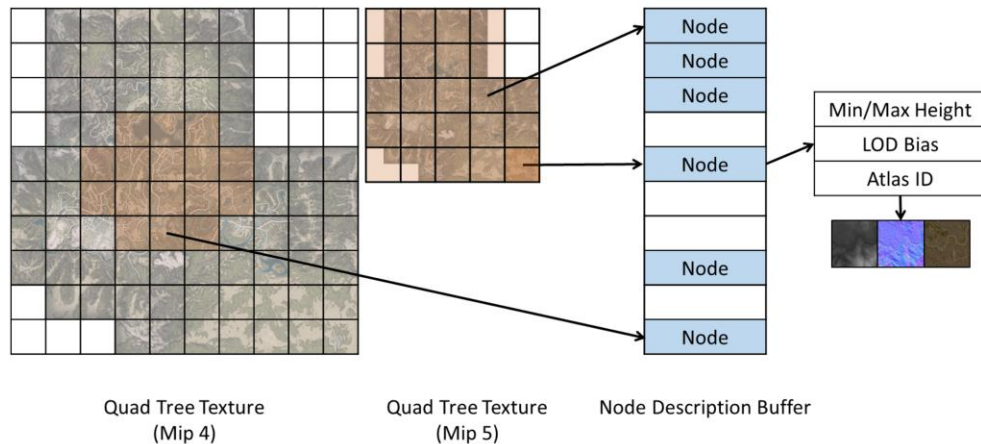 Node
Node
Node
Node
Node
Node
Min/Max Height
LOD Bias
Atlas ID
Quad Tree Texture
(Mip 4)
Quad Tree Texture
(Mip 5)
Node Description Buffer